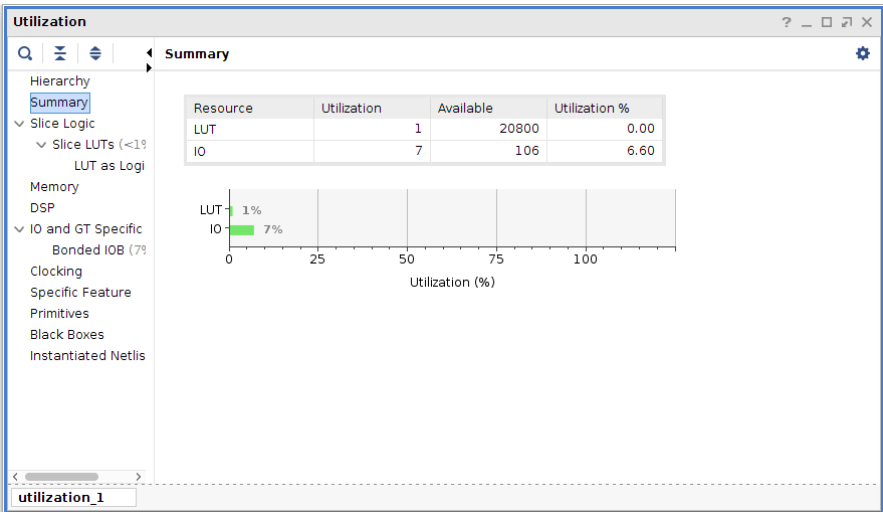 Utilization
Summary
Hierarchy
Summary
Slice Logic
Slice LUTs (<1%
LUT as Logi
Memory
DSP
IO and GT Specific
Bonded IOB (7%
Clocking
Specific Feature
Primitives
Black Boxes
Instantiated Netlis
Resource Utilization Available Utilization %
LUT 1 20800 0.00
IO 7 106 6.60
LUT 1%
IO 7%
0 25 50 75 100
Utilization (%)
utilization_1